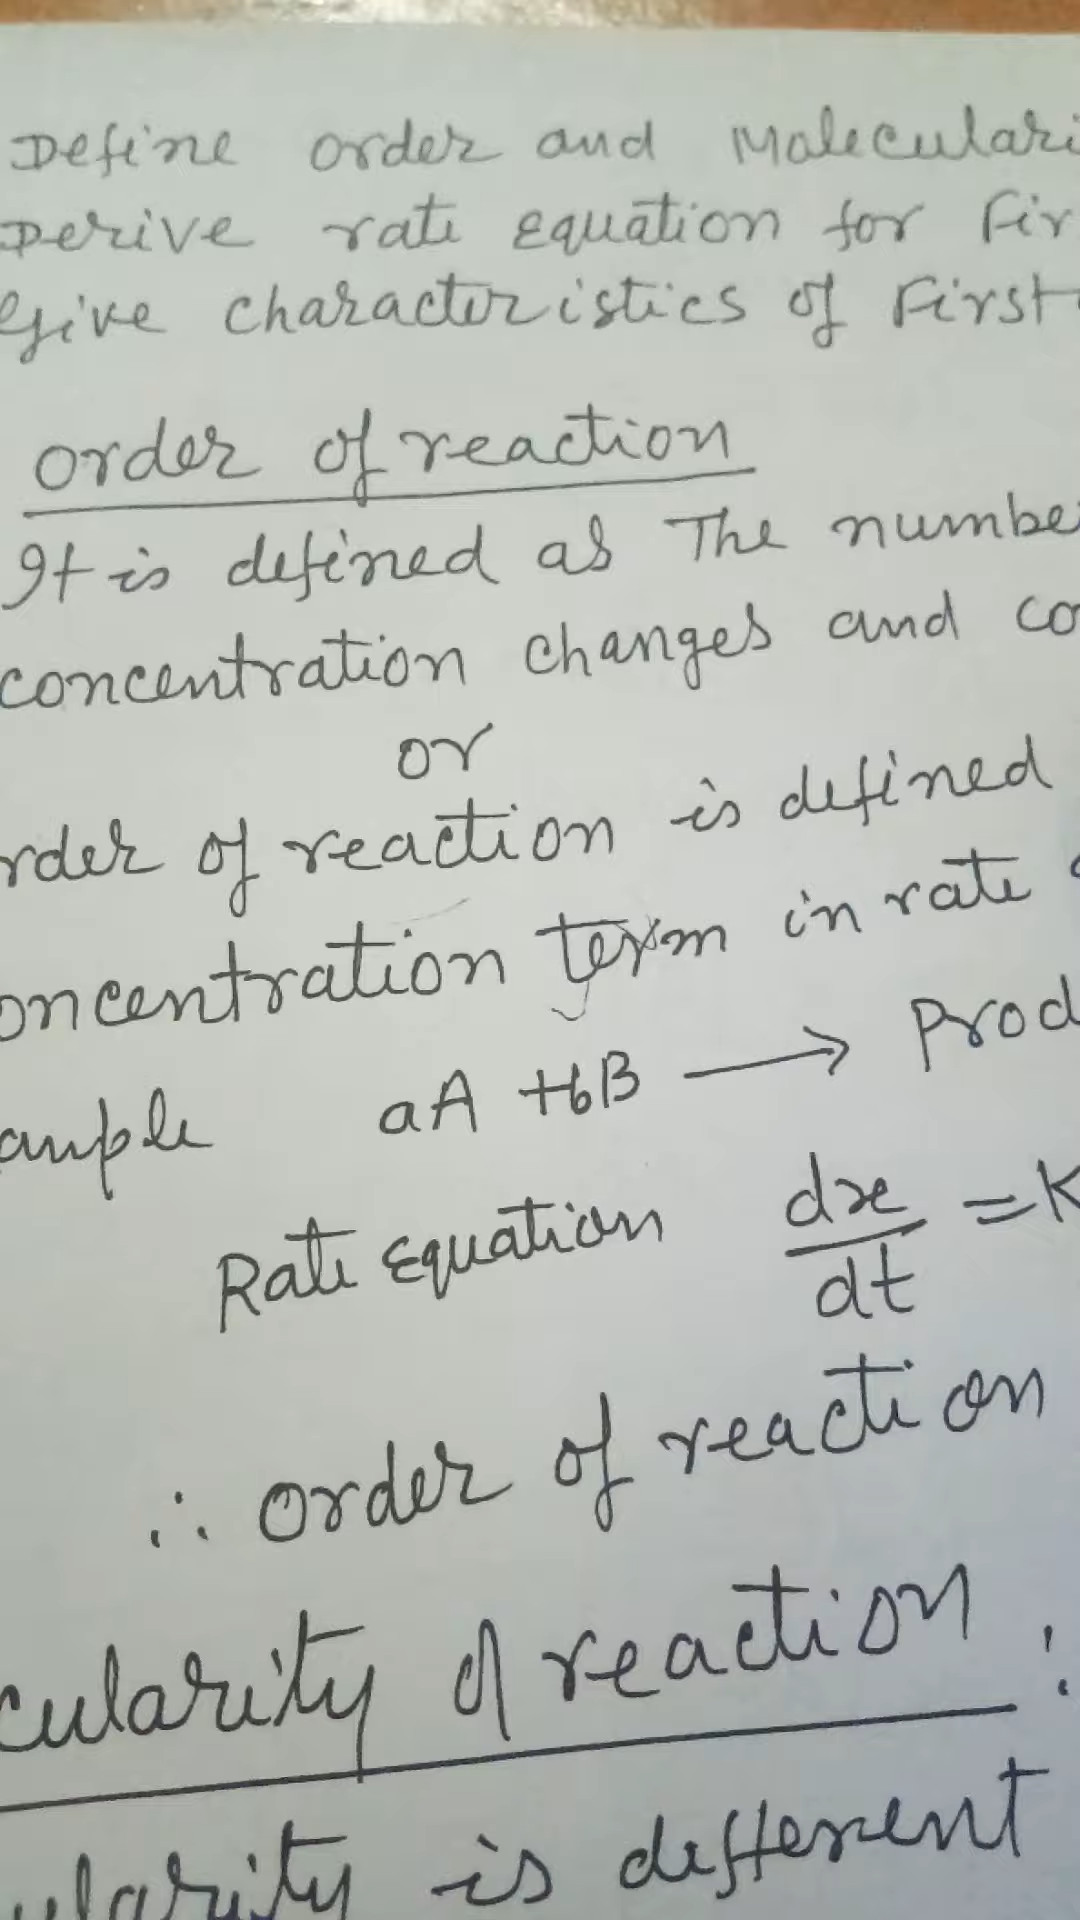 Define order and Moleculari
Derive rate equation for Fir
Give characteristics of First
order of reaction
It is defined as The numbe
concentration changes and co
or
rder of reaction is defined
oncentration term in rate
ample aA + bB → Prod
Rate equation dx/dt = K
∴ order of reaction
cularity of reaction :
ularity is different